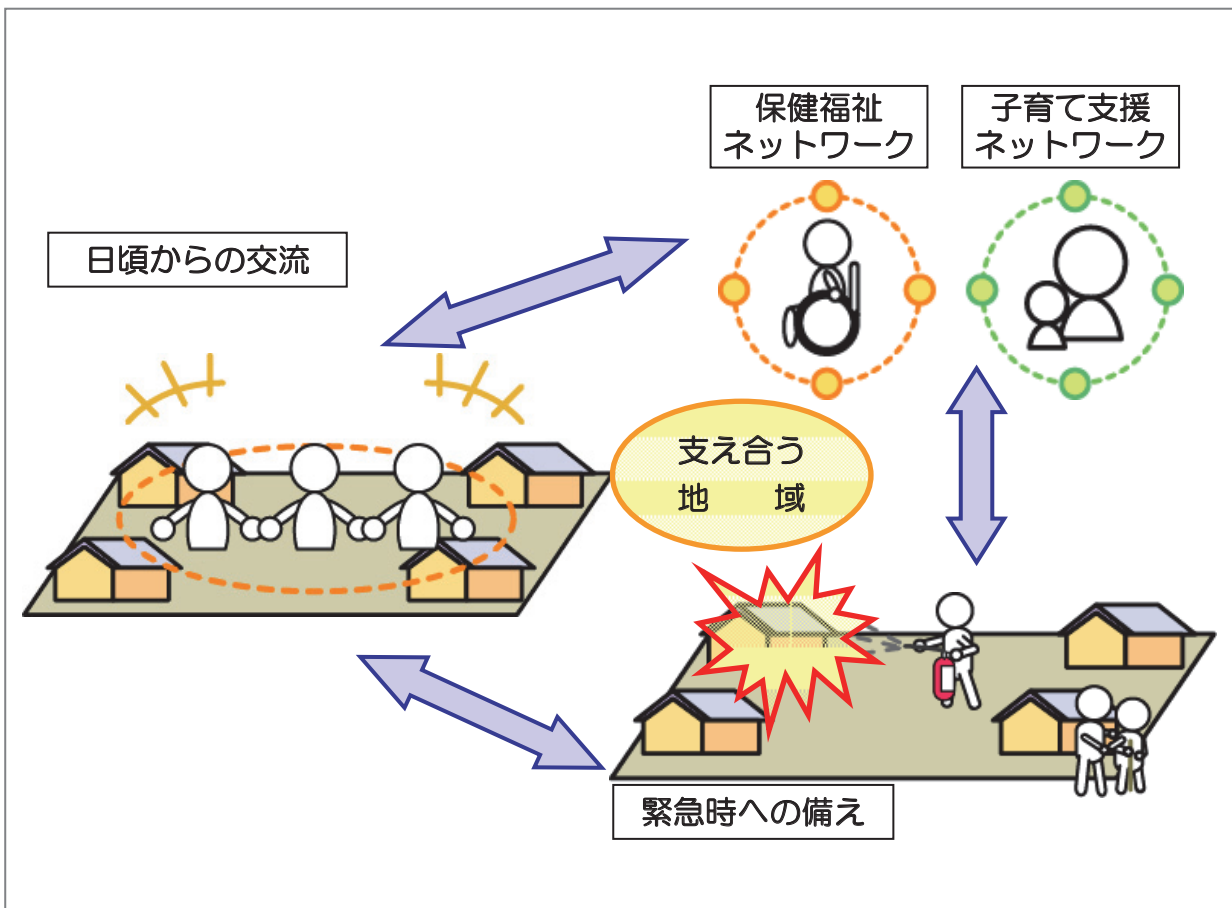 保健福祉
ネットワーク
子育て支援
ネットワーク
日頃からの交流
支え合う
地　域
緊急時への備え